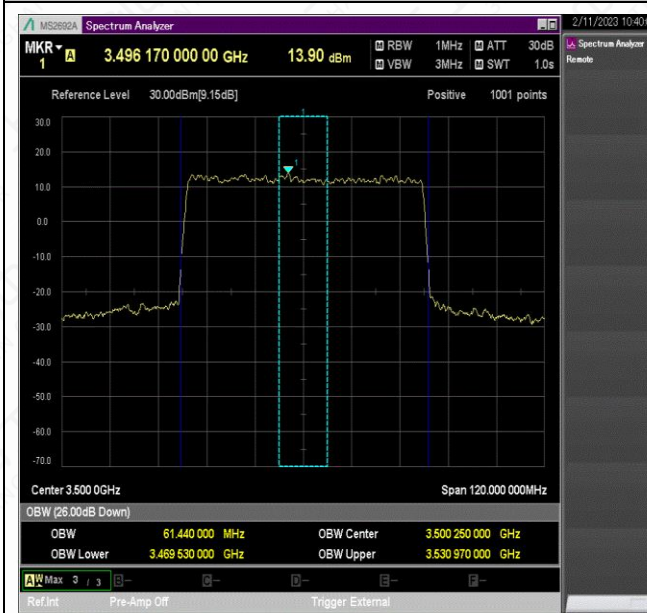 MS2692A Spectrum Analyzer
2/11/2023 10:40:
MKR 1 A 3.496 170 000 00 GHz 13.90 dBm M RBW 1MHz M ATT 30dB
M VBW 3MHz M SWT 1.0s
Spectrum Analyzer
Remote
Reference Level 30.00dBm[9.15dB] Positive 1001 points
1
30.0
20.0
1
10.0
0.0
-10.0
-20.0
-30.0
-40.0
-50.0
-60.0
-70.0
Center 3.500 0GHz Span 120.000 000MHz
OBW (26.00dB Down)
OBW 61.440 000 MHz OBW Center 3.500 250 000 GHz
OBW Lower 3.469 530 000 GHz OBW Upper 3.530 970 000 GHz
A W Max 3 / 3 B- C- D- E- F-
Ref.Int Pre-Amp Off Trigger External